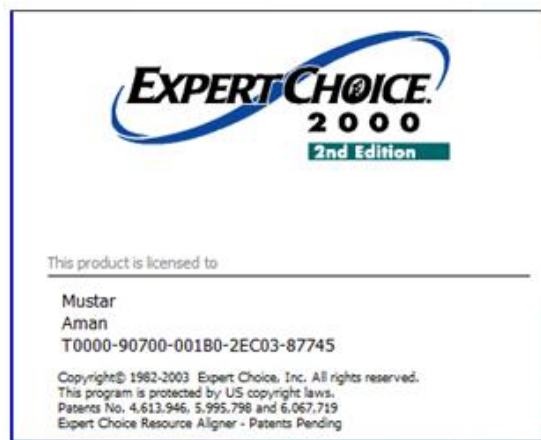 EXPERT CHOICE.
2000
2nd Edition
This product is licensed to
Mustar
Aman
T0000-90700-001B0-2EC03-87745
Copyright© 1982-2003 Expert Choice, Inc. All rights reserved.
This program is protected by US copyright laws.
Patents No. 4,613,946, 5,995,798 and 6,067,719
Expert Choice Resource Aligner - Patents Pending